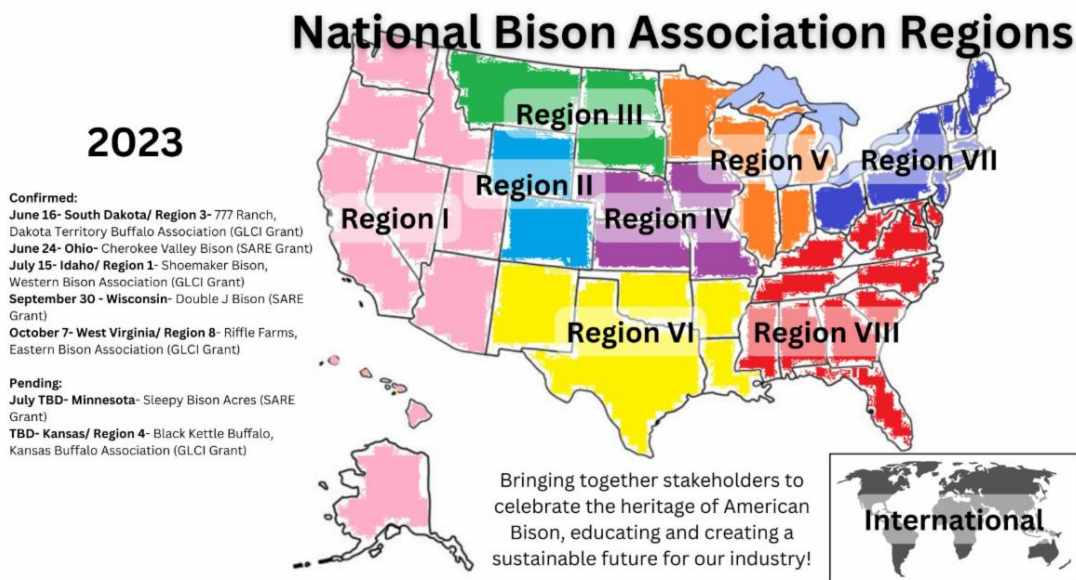 National Bison Association Regions
2023
Confirmed:
June 16- South Dakota/ Region 3- 777 Ranch,
Dakota Territory Buffalo Association (GLCI Grant)
June 24- Ohio- Cherokee Valley Bison (SARE Grant)
July 15- Idaho/ Region 1- Shoemaker Bison,
Western Bison Association (GLCI Grant)
September 30 - Wisconsin- Double J Bison (SARE
Grant)
October 7- West Virginia/ Region 8- Riffle Farms,
Eastern Bison Association (GLCI Grant)
Pending:
July TBD- Minnesota- Sleepy Bison Acres (SARE
Grant)
TBD- Kansas/ Region 4- Black Kettle Buffalo,
Kansas Buffalo Association (GLCI Grant)
Region III
Region V
Region VII
Region II
Region I
Region IV
Region VI
Region VIII
Bringing together stakeholders to
celebrate the heritage of American
Bison, educating and creating a
sustainable future for our industry!
International